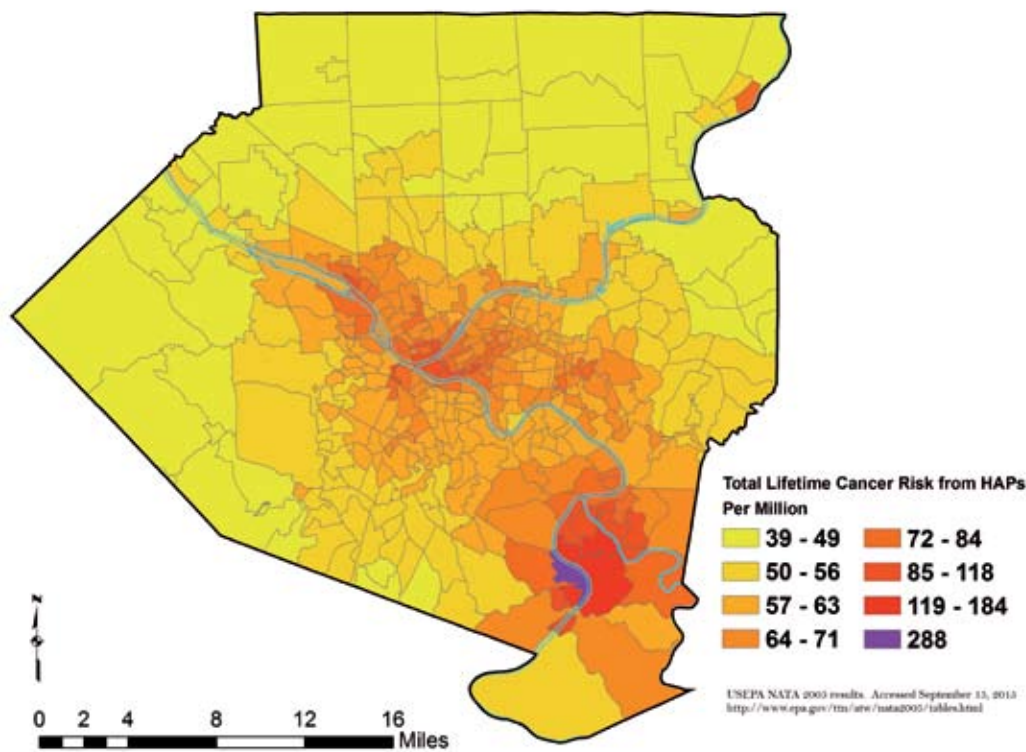 Total Lifetime Cancer Risk from HAPs
Per Million
39 - 49
50 - 56
57 - 63
64 - 71
72 - 84
85 - 118
119 - 184
288
N
0 2 4 8 12 16
Miles
USEPA NATA 2005 results. Accessed September 13, 2013
http://www.epa.gov/ttn/atw/nata2005/tables.html